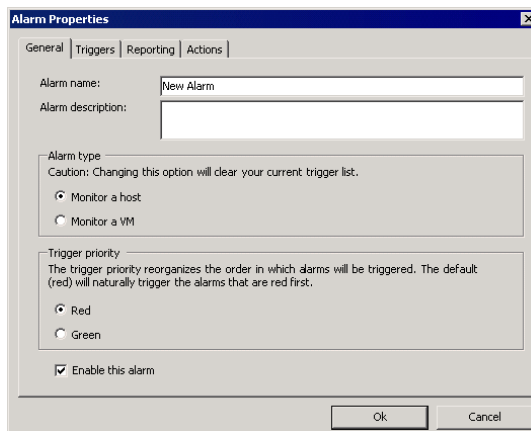 Alarm Properties
General Triggers Reporting Actions
Alarm name: New Alarm
Alarm description:
Alarm type
Caution: Changing this option will clear your current trigger list.
Monitor a host
Monitor a VM
Trigger priority
The trigger priority reorganizes the order in which alarms will be triggered. The default
(red) will naturally trigger the alarms that are red first.
Red
Green
Enable this alarm
Ok Cancel